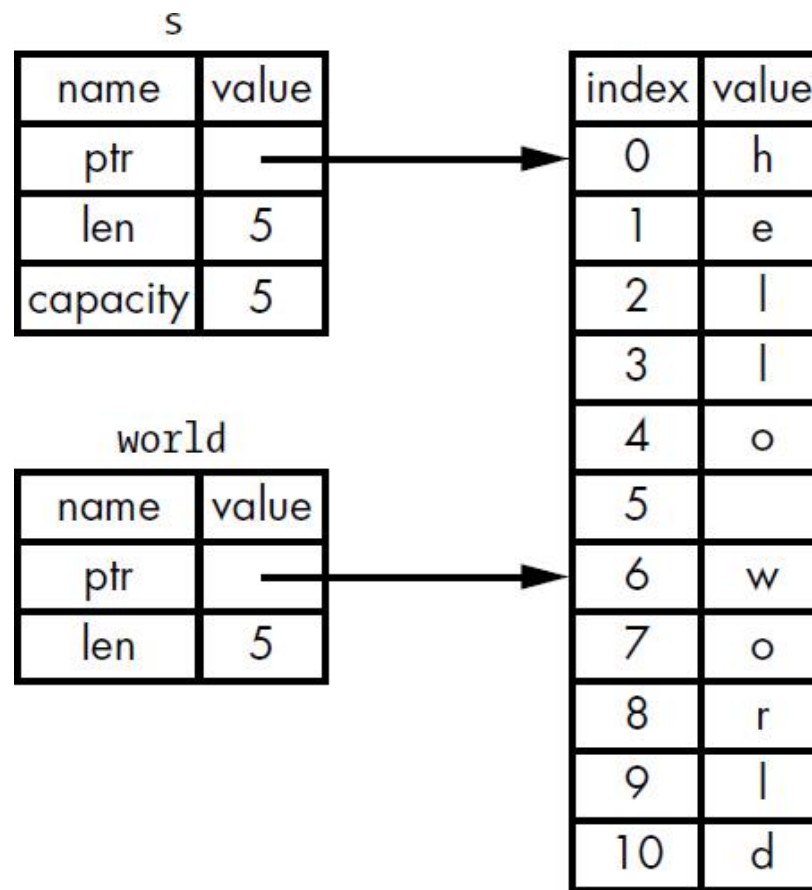 s
name value
ptr
len 5
capacity 5
world
name value
ptr
len 5
index value
0 h
1 e
2 l
3 l
4 o
5
6 w
7 o
8 r
9 l
10 d